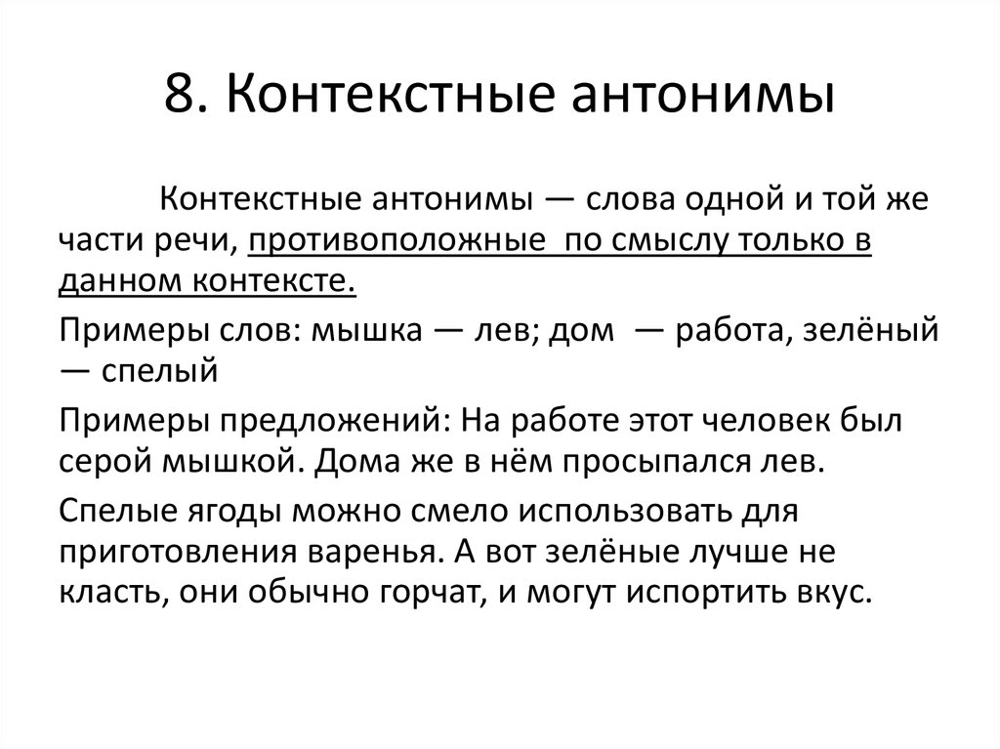 8. Контекстные антонимы
Контекстные антонимы — слова одной и той же
части речи, противоположные по смыслу только в
данном контексте.
Примеры слов: мышка — лев; дом — работа, зелёный
— спелый
Примеры предложений: На работе этот человек был
серой мышкой. Дома же в нём просыпался лев.
Спелые ягоды можно смело использовать для
приготовления варенья. А вот зелёные лучше не
класть, они обычно горчат, и могут испортить вкус.